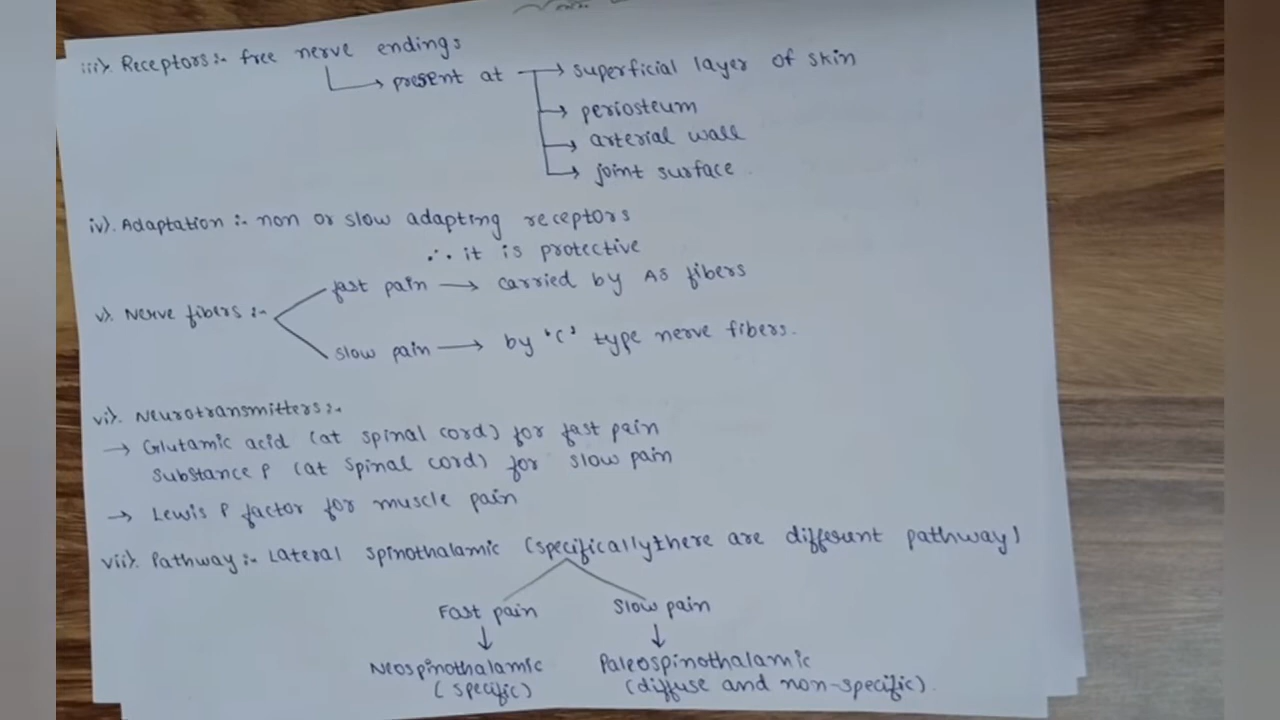 iii). Receptors:- free nerve endings
→ present at → superficial layer of skin
→ periosteum
→ arterial wall
→ joint surface
iv). Adaptation :- non or slow adapting receptors
∴ it is protective
fast pain → carried by Aδ fibers
v). Nerve fibers :-
slow pain → by 'C' type nerve fibers.
vi). Neurotransmitters:-
→ Glutamic acid (at spinal cord) for fast pain
substance P (at spinal cord) for slow pain
→ Lewis P factor for muscle pain
vii). Pathway:- Lateral spinothalamic (specifically there are different pathway)
Fast pain Slow pain
↓ ↓
Neospinothalamic Paleospinothalamic
(specific) (diffuse and non-specific).